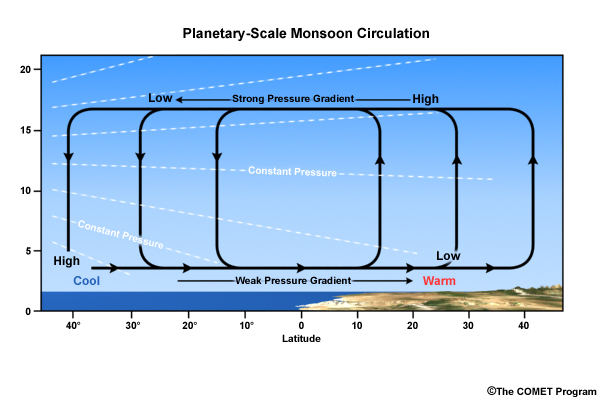 Planetary-Scale Monsoon Circulation
20
Low Strong Pressure Gradient High
15
Constant Pressure
10
Constant Pressure
5
High Low
Cool Weak Pressure Gradient Warm
0
40° 30° 20° 10° 0 10 20 30 40
Latitude
©The COMET Program